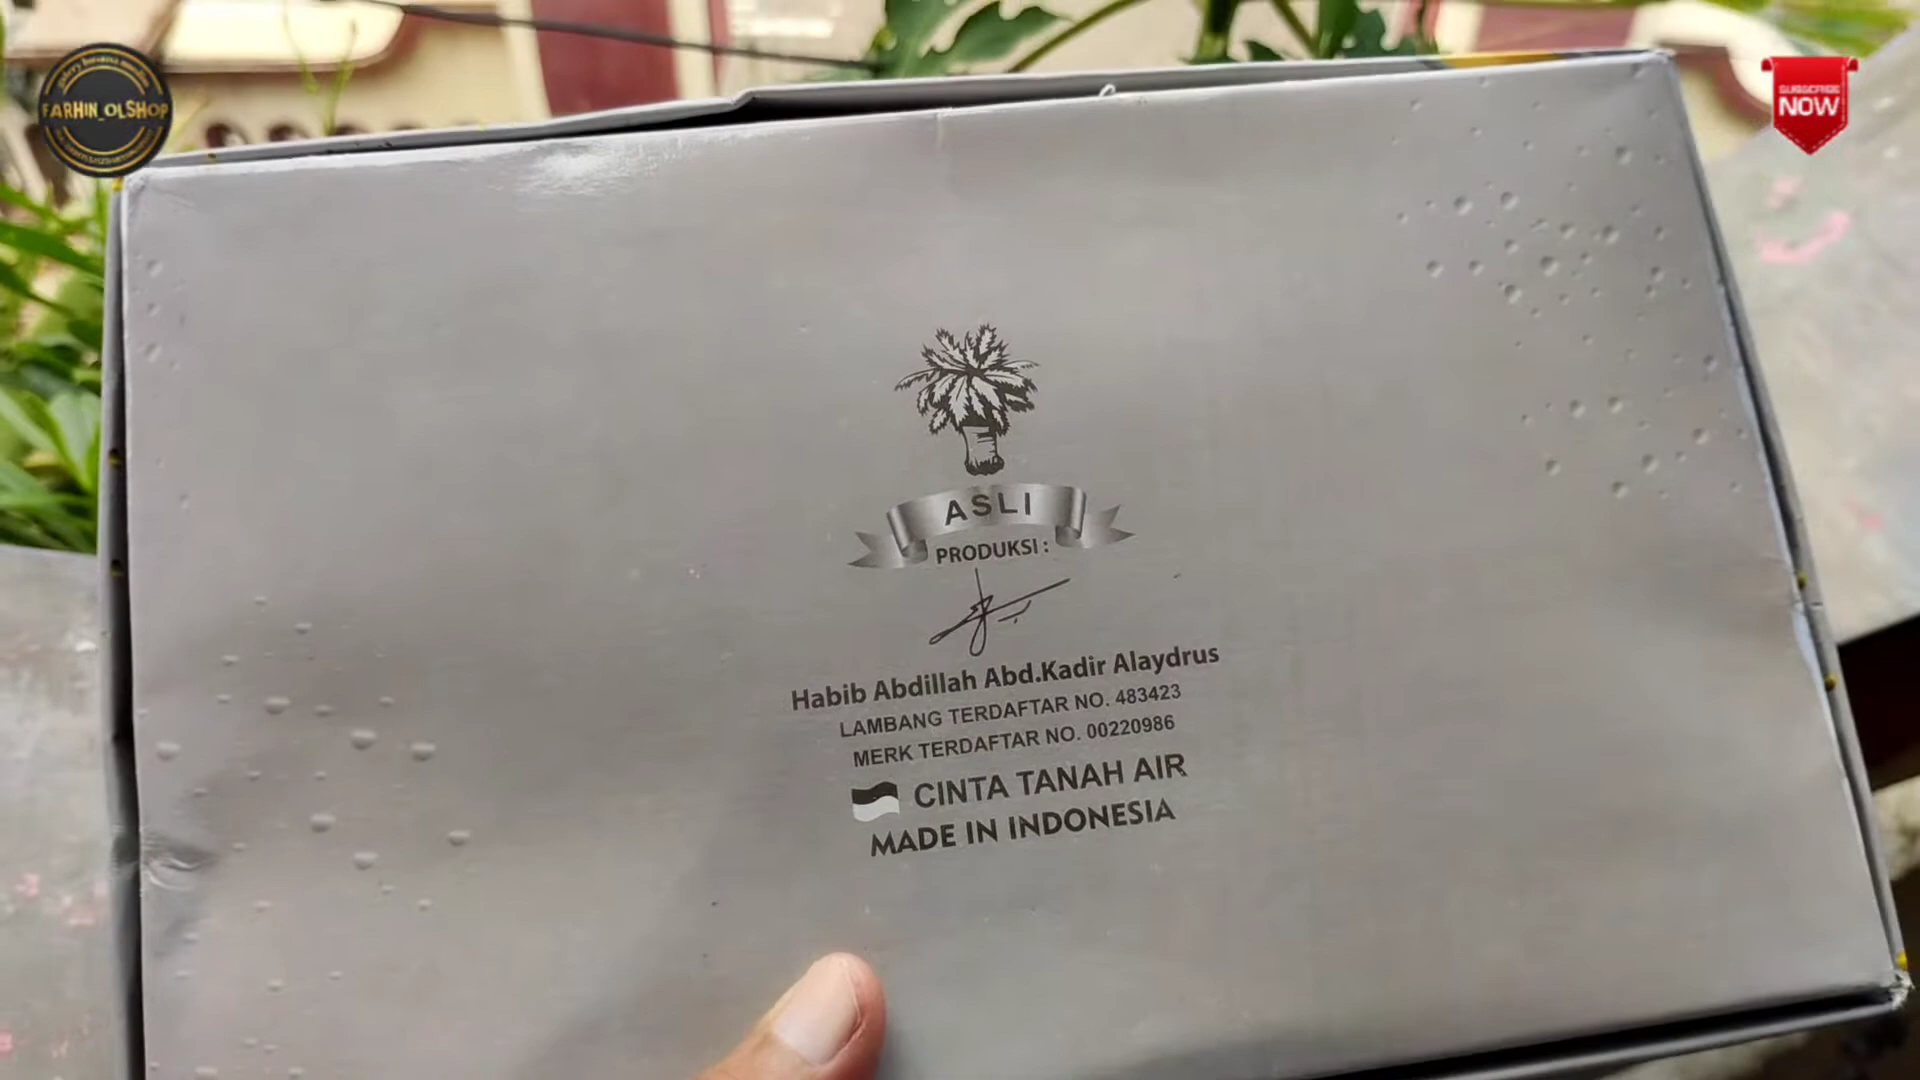 FARHIN_OLSHOP
SUBSCRIBE
NOW
ASLI
PRODUKSI :
Habib Abdillah Abd.Kadir Alaydrus
LAMBANG TERDAFTAR NO. 483423
MERK TERDAFTAR NO. 00220986
CINTA TANAH AIR
MADE IN INDONESIA